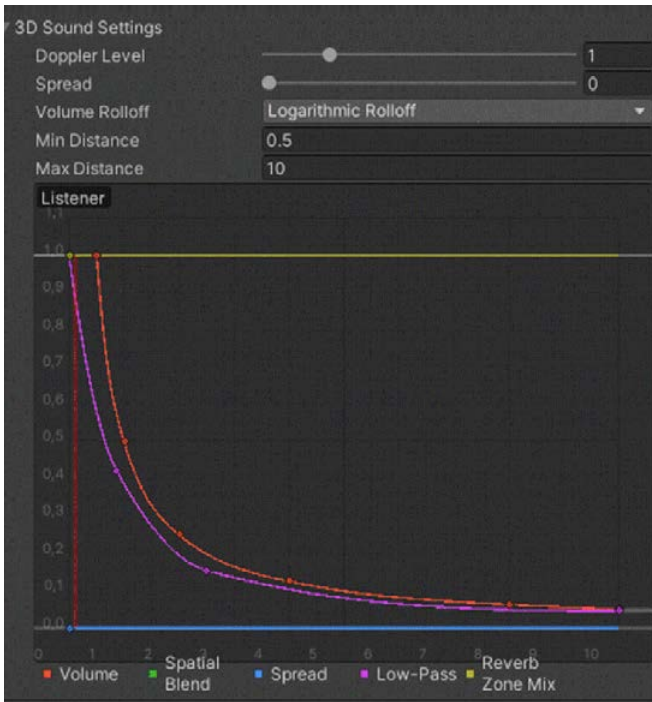 3D Sound Settings
Doppler Level 1
Spread 0
Volume Rolloff Logarithmic Rolloff
Min Distance 0.5
Max Distance 10
Listener
1,1
1,0
0,9
0,8
0,7
0,6
0,5
0,4
0,3
0,2
0,1
0,0
0 1 2 3 4 5 6 7 8 9 10
Volume Spatial Blend Spread Low-Pass Reverb Zone Mix